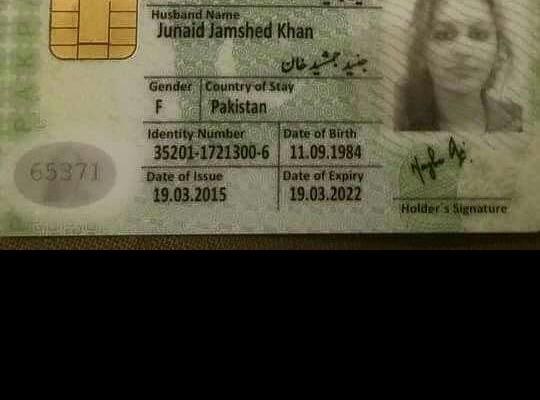 Husband Name
Junaid Jamshed Khan
جنید جمشید خان
Gender Country of Stay
F Pakistan
Identity Number Date of Birth
35201-1721300-6 11.09.1984
Date of Issue Date of Expiry
19.03.2015 19.03.2022
65371
Holder's Signature